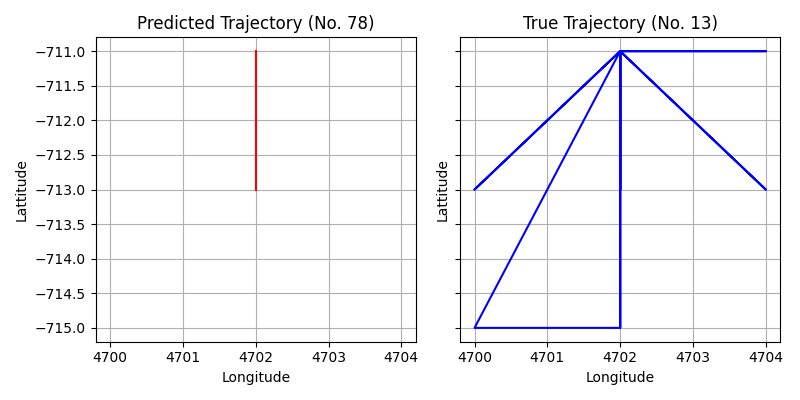 Predicted Trajectory (No. 78)
True Trajectory (No. 13)
−711.0
−711.5
−712.0
−712.5
−713.0
−713.5
−714.0
−714.5
−715.0
Lattitude
Lattitude
4700 4701 4702 4703 4704
4700 4701 4702 4703 4704
Longitude
Longitude